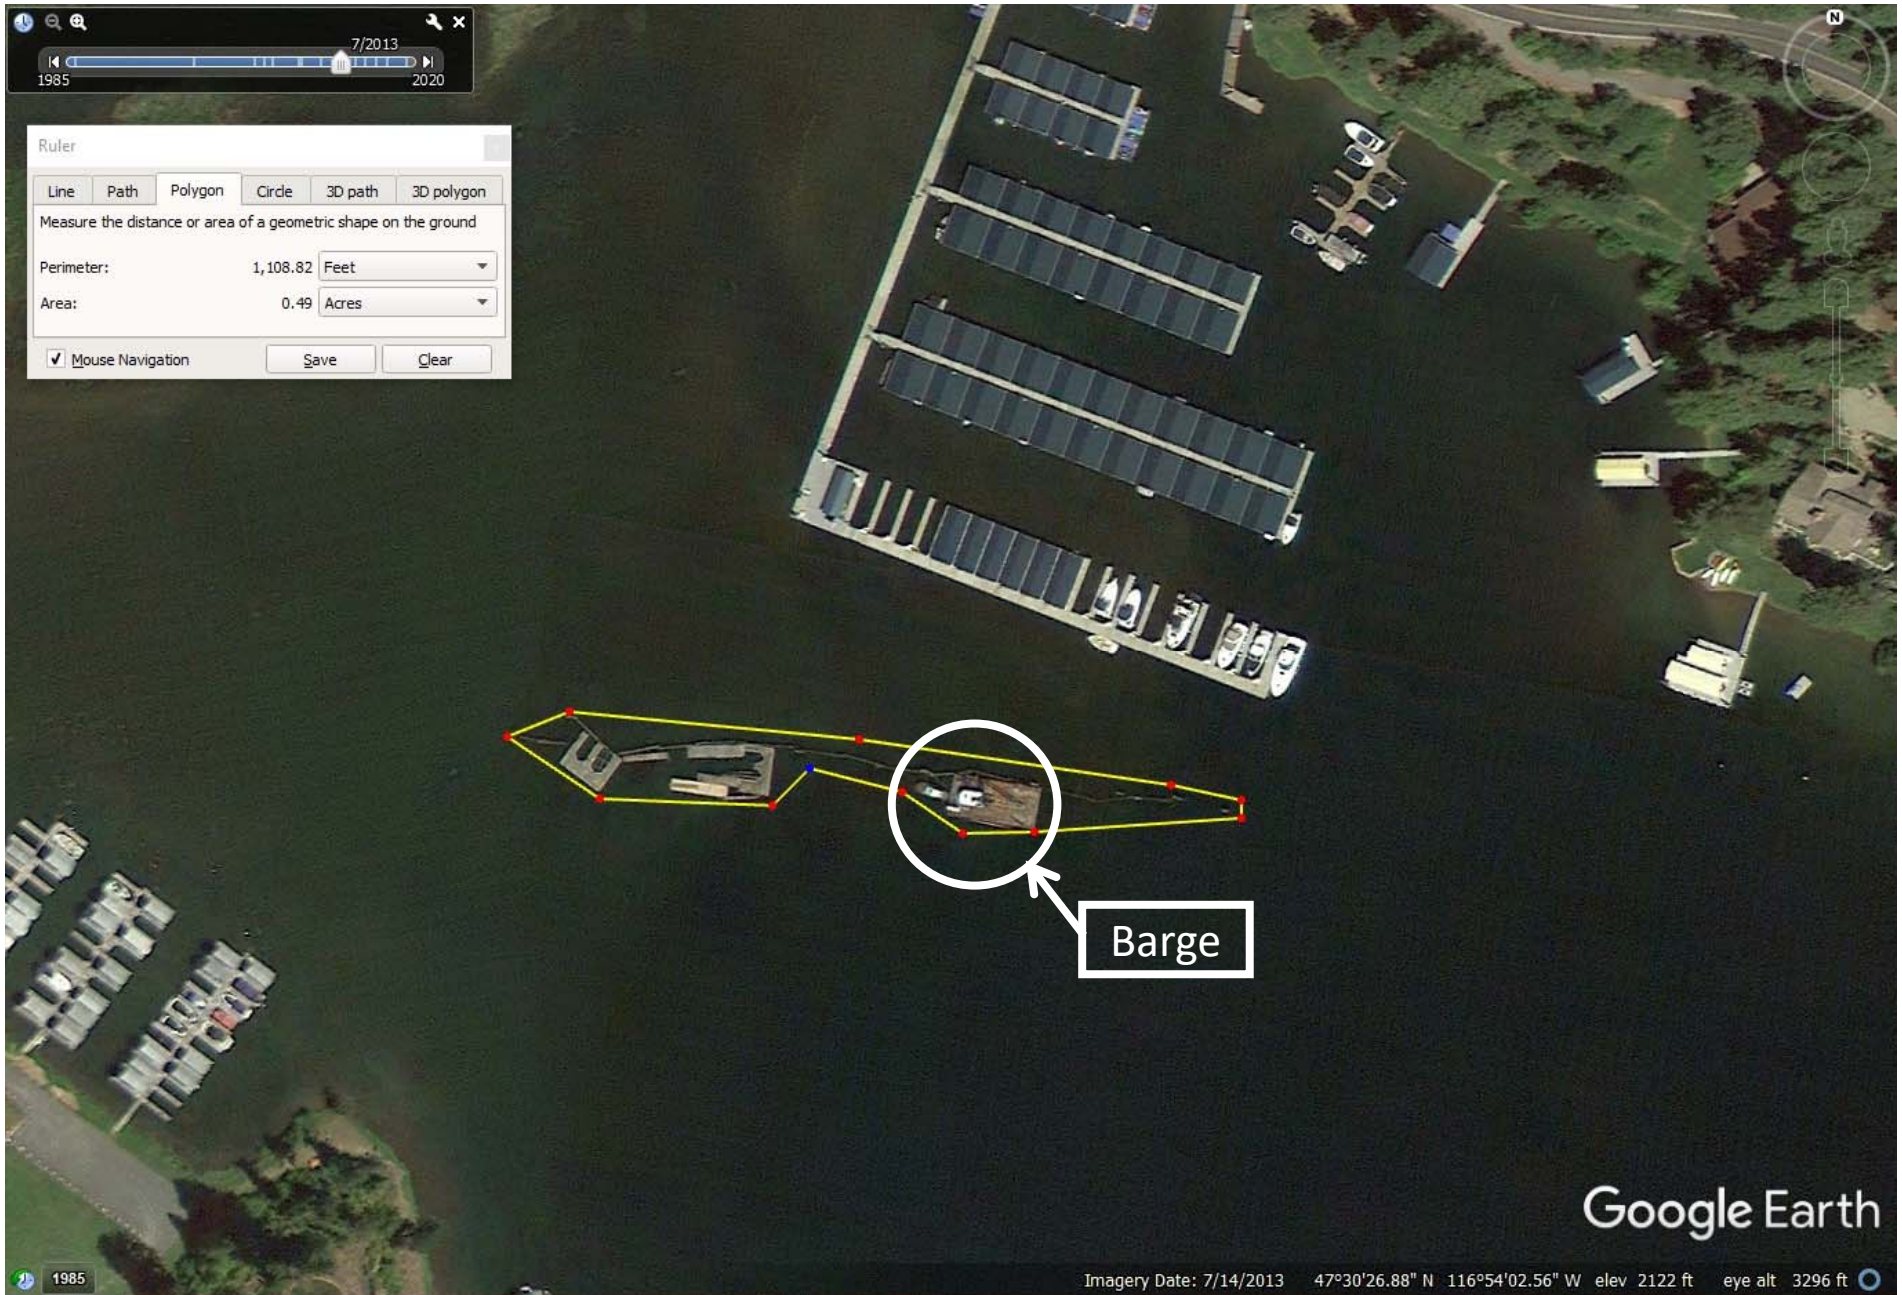 7/2013
1985
2020
N
Ruler
Line Path Polygon Circle 3D path 3D polygon
Measure the distance or area of a geometric shape on the ground
Perimeter: 1,108.82 Feet
Area: 0.49 Acres
Mouse Navigation Save Clear
Barge
Google Earth
1985
Imagery Date: 7/14/2013 47°30'26.88" N 116°54'02.56" W elev 2122 ft eye alt 3296 ft